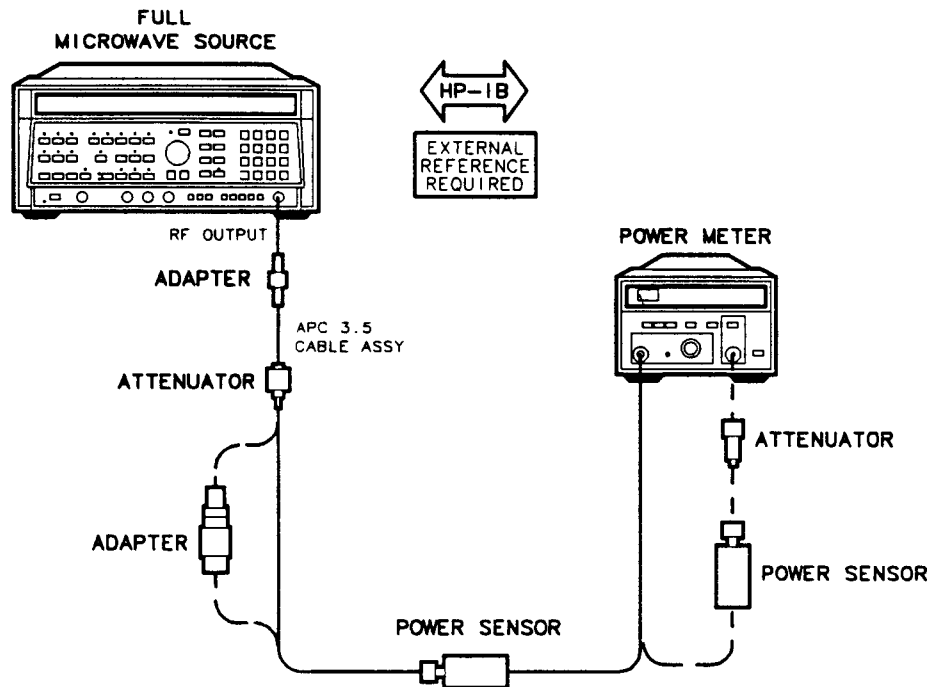 FULL
MICROWAVE SOURCE
HP-IB
EXTERNAL
REFERENCE
REQUIRED
RF OUTPUT
POWER METER
ADAPTER
APC 3.5
CABLE ASSY
ATTENUATOR
ATTENUATOR
ADAPTER
POWER SENSOR
POWER SENSOR